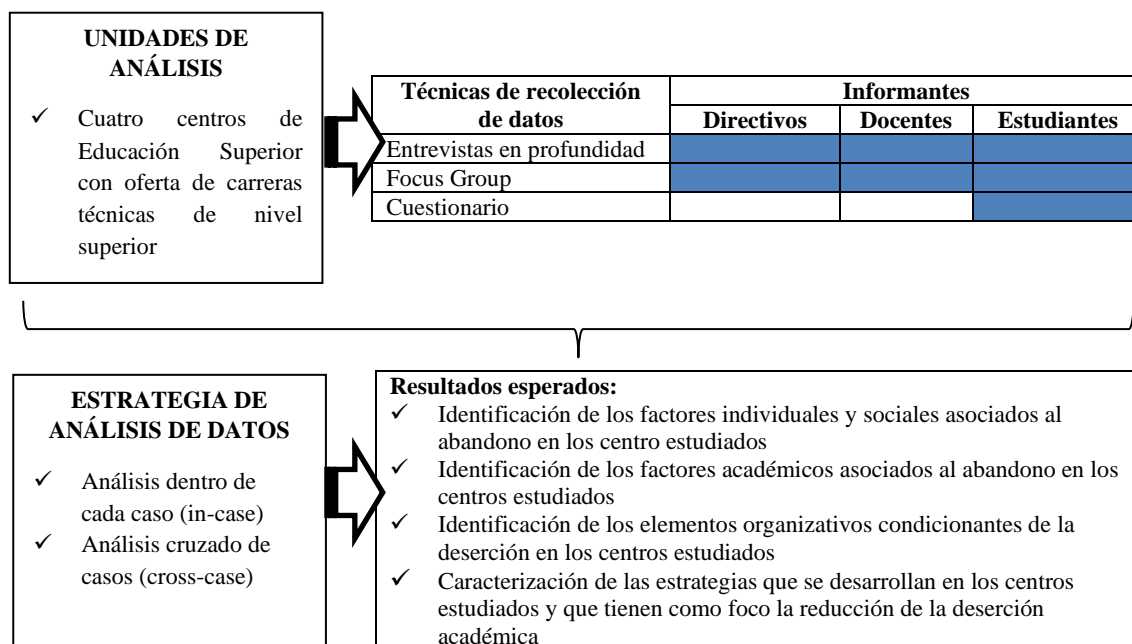 UNIDADES DE
ANÁLISIS
✓ Cuatro centros de
Educación Superior
con oferta de carreras
técnicas de nivel
superior
Técnicas de recolección
de datos
Informantes
Directivos Docentes Estudiantes
Entrevistas en profundidad
Focus Group
Cuestionario
ESTRATEGIA DE
ANÁLISIS DE DATOS
✓ Análisis dentro de
cada caso (in-case)
✓ Análisis cruzado de
casos (cross-case)
Resultados esperados:
✓ Identificación de los factores individuales y sociales asociados al
abandono en los centro estudiados
✓ Identificación de los factores académicos asociados al abandono en los
centros estudiados
✓ Identificación de los elementos organizativos condicionantes de la
deserción en los centros estudiados
✓ Caracterización de las estrategias que se desarrollan en los centros
estudiados y que tienen como foco la reducción de la deserción
académica